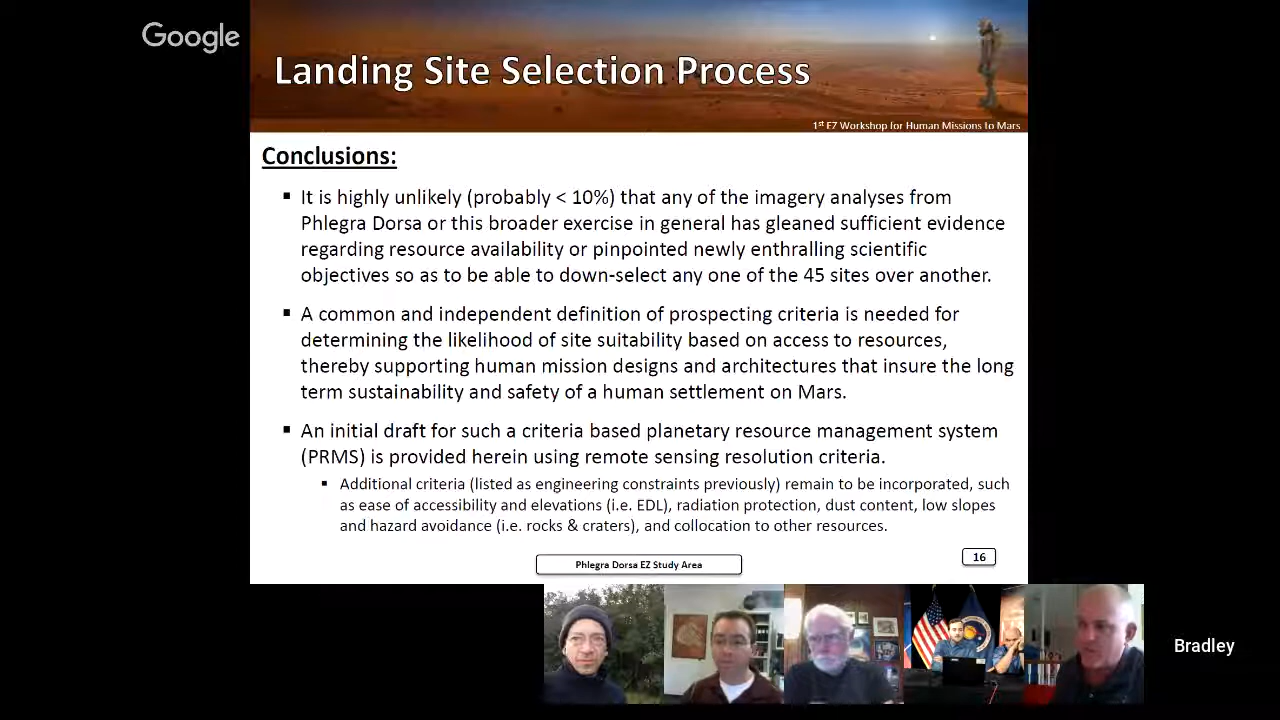 Google
Landing Site Selection Process
1st EZ Workshop for Human Missions to Mars
Conclusions:
▪ It is highly unlikely (probably < 10%) that any of the imagery analyses from
Phlegra Dorsa or this broader exercise in general has gleaned sufficient evidence
regarding resource availability or pinpointed newly enthralling scientific
objectives so as to be able to down-select any one of the 45 sites over another.
▪ A common and independent definition of prospecting criteria is needed for
determining the likelihood of site suitability based on access to resources,
thereby supporting human mission designs and architectures that insure the long
term sustainability and safety of a human settlement on Mars.
▪ An initial draft for such a criteria based planetary resource management system
(PRMS) is provided herein using remote sensing resolution criteria.
▪ Additional criteria (listed as engineering constraints previously) remain to be incorporated, such
as ease of accessibility and elevations (i.e. EDL), radiation protection, dust content, low slopes
and hazard avoidance (i.e. rocks & craters), and collocation to other resources.
Phlegra Dorsa EZ Study Area
16
Bradley